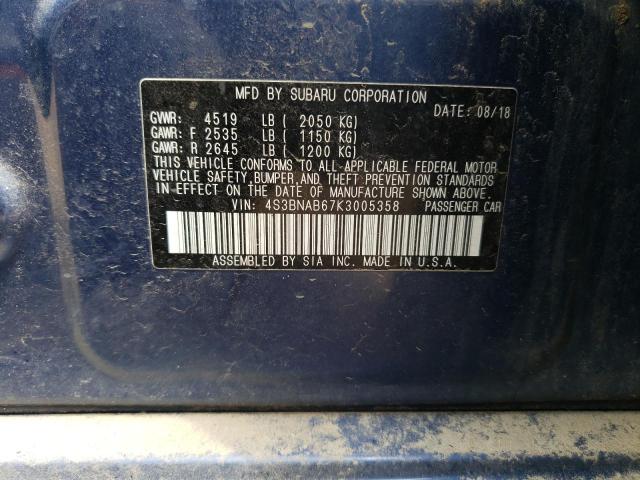 MFD BY SUBARU CORPORATION
DATE: 08/18
GVWR: 4519 LB ( 2050 KG)
GAWR: F 2535 LB ( 1150 KG)
GAWR: R 2645 LB ( 1200 KG)
THIS VEHICLE CONFORMS TO ALL-APPLICABLE FEDERAL MOTOR
VEHICLE SAFETY,BUMPER,AND THEFT PREVENTION STANDARDS
IN EFFECT ON THE DATE OF MANUFACTURE SHOWN ABOVE.
VIN: 4S3BNAB67K3005358 PASSENGER CAR
ASSEMBLED BY SIA INC. MADE IN U.S.A.